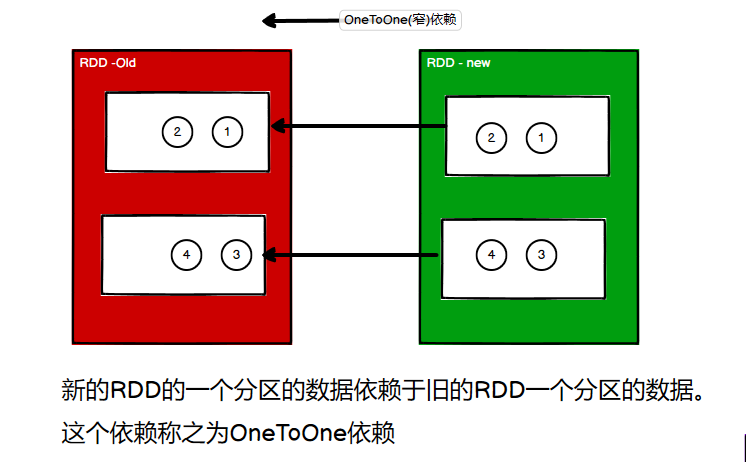 OneToOne(窄)依赖
RDD -Old
RDD - new
2 1
2 1
4 3
4 3
新的RDD的一个分区的数据依赖于旧的RDD一个分区的数据。
这个依赖称之为OneToOne依赖